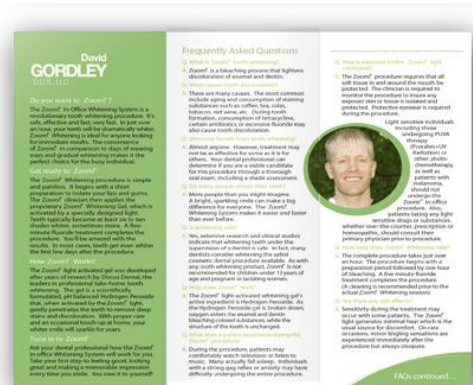 David
GORDLEY
DDS, LLC
Do you want to Zoom?
The Zoom! In-Office Whitening System is a
revolutionary tooth-whitening procedure. It's
safe, effective and fast, very fast. In just over
an hour, your teeth will be dramatically whiter.
Zoom! Whitening is ideal for anyone looking
for immediate results. The convenience
of Zoom! in comparison to days of wearing
trays and gradual whitening makes it the
perfect choice for the busy individual.
Get ready to Zoom!
The Zoom! Whitening procedure is simple
and painless. It begins with a short
preparation to isolate your lips and gums.
The Zoom! clinician then applies the
proprietary Zoom! Whitening Gel, which is
activated by a specially designed light.
Teeth typically become at least six to ten
shades whiter, sometimes more. A five-
minute fluoride treatment completes the
procedure. You'll be amazed with the
results. In most cases, teeth get even whiter
the first few days after the procedure.
How Zoom! Works!
The Zoom! light activated gel was developed
after years of research by Discus Dental, the
leaders in professional take-home tooth
whitening. The gel is a scientifically
formulated, pH balanced Hydrogen Peroxide
that, when activated by the Zoom! light,
gently penetrates the teeth to remove deep
stains and discoloration. With proper care
and an occasional touch-up at home, your
whiter smile will sparkle for years.
Tune in to Zoom!
Ask your dental professional how the Zoom!
In-office Whitening System will work for you.
Take your first step to feeling good, looking
great and making a memorable impression
every time you smile. You owe it to yourself!
Frequently Asked Questions
Q. What is Zoom! tooth whitening?
A. Zoom! is a bleaching process that lightens
discoloration of enamel and dentin.
Q. What causes tooth discoloration?
A. There are many causes. The most common
include aging and consumption of staining
substances such as coffee, tea, colas,
tobacco, red wine, etc. During tooth
formation, consumption of tetracycline,
certain antibiotics or excessive fluoride may
also cause tooth discoloration.
Q. Who may benefit from tooth whitening?
A. Almost anyone. However, treatment may
not be as effective for some as it is for
others. Your dental professional can
determine if you are a viable candidate
for this procedure through a thorough
oral exam, including a shade assessment.
Q. Do many people whiten their teeth?
A. More people than you might imagine.
A bright, sparkling smile can make a big
difference for everyone. The Zoom!
Whitening System makes it easier and faster
than ever before.
Q. Is whitening safe?
A. Yes, extensive research and clinical studies
indicate that whitening teeth under the
supervision of a dentist is safe. In fact, many
dentists consider whitening the safest
cosmetic dental procedure available. As with
any tooth whitening product, Zoom! is not
recommended for children under 13 years of
age and pregnant or lactating women.
Q. How does Zoom! work?
A. The Zoom! light-activated whitening gel's
active ingredient is Hydrogen Peroxide. As
the Hydrogen Peroxide is broken down,
oxygen enters the enamel and dentin
bleaching colored substances, while the
structure of the tooth is unchanged.
Q. What does a patient experience during the
Zoom! procedure?
A. During the procedure, patients may
comfortably watch television or listen to
music. Many actually fall asleep. Individuals
with a strong gag reflex or anxiety may have
difficulty undergoing the entire procedure.
Q. How is exposure to the Zoom! light
controlled?
A. The Zoom! procedure requires that all
soft tissue in and around the mouth be
protected. The clinician is required to
monitor the procedure to insure any
exposed skin or tissue is isolated and
protected. Protective eyewear is required
during the procedure.
Light sensitive individuals
including those
undergoing PUVA
therapy
(Psoralen+UV
Radiation) or
other photo-
chemotherapy,
as well as
patients with
melanoma,
should not
undergo the
Zoom! in-office
procedure. Also,
patients taking any light
sensitive drugs or substances,
whether over-the-counter, prescription or
homeopathic, should consult their
primary physician prior to procedure.
Q. How long does Zoom! Whitening take?
A. The complete procedure takes just over
an hour. The procedure begins with a
preparation period followed by one hour
of bleaching. A five-minute fluoride
treatment completes the procedure.
(A cleaning is recommended prior to the
actual Zoom! Whitening session).
Q. Are there any side effects?
A. Sensitivity during the treatment may
occur with some patients. The Zoom!
light generates minimal heat which is the
usual source for discomfort. On rare
occasions, minor tingling sensations are
experienced immediately after the
procedure but always dissipate.
FAQs continued...